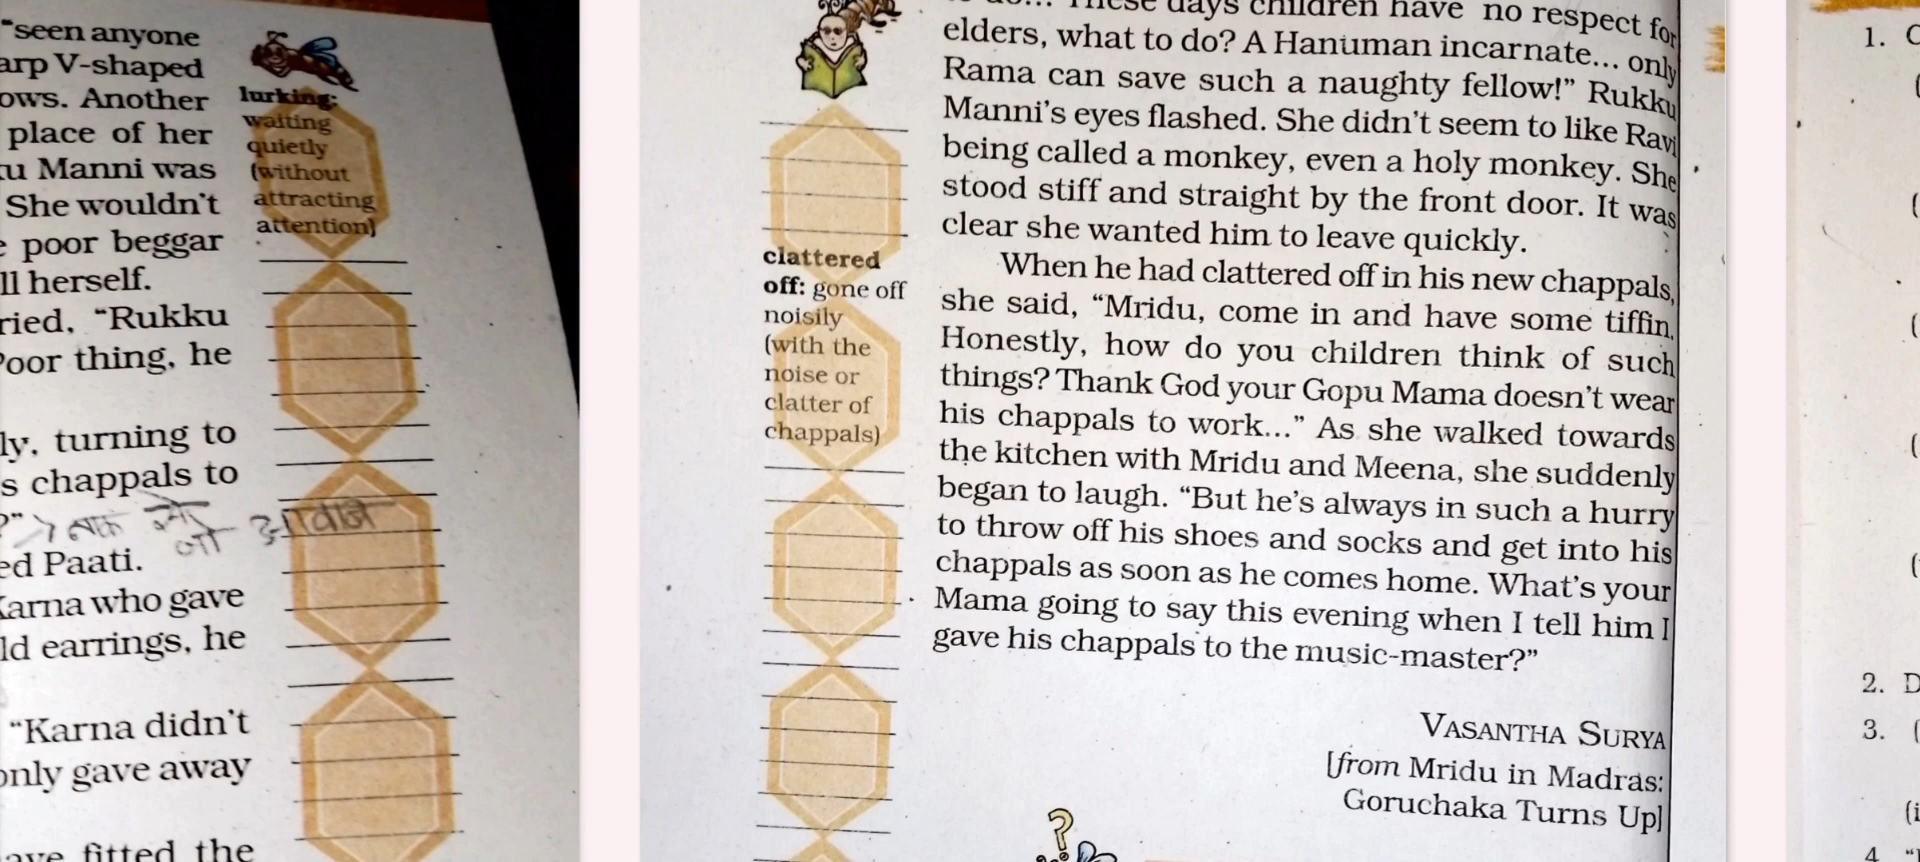 "seen anyone
arp V-shaped
ows. Another
place of her
u Manni was
She wouldn't
poor beggar
ll herself.
ried, "Rukku
Poor thing, he
ly, turning to
s chappals to
?"
ed Paati.
Karna who gave
ld earrings, he
"Karna didn't
only gave away
ave fitted the
lurking:
waiting
quietly
(without
attracting
attention)
clattered
off: gone off
noisily
(with the
noise or
clatter of
chappals)
These days children have no respect for
elders, what to do? A Hanuman incarnate... only
Rama can save such a naughty fellow!" Rukku
Manni's eyes flashed. She didn't seem to like Ravi
being called a monkey, even a holy monkey. She
stood stiff and straight by the front door. It was
clear she wanted him to leave quickly.
When he had clattered off in his new chappals,
she said, "Mridu, come in and have some tiffin.
Honestly, how do you children think of such
things? Thank God your Gopu Mama doesn't wear
his chappals to work..." As she walked towards
the kitchen with Mridu and Meena, she suddenly
began to laugh. "But he's always in such a hurry
to throw off his shoes and socks and get into his
chappals as soon as he comes home. What's your
Mama going to say this evening when I tell him I
gave his chappals to the music-master?"
VASANTHA SURYA
[from Mridu in Madras:
Goruchaka Turns Up]
?
1.
2. D
3.
(i
4